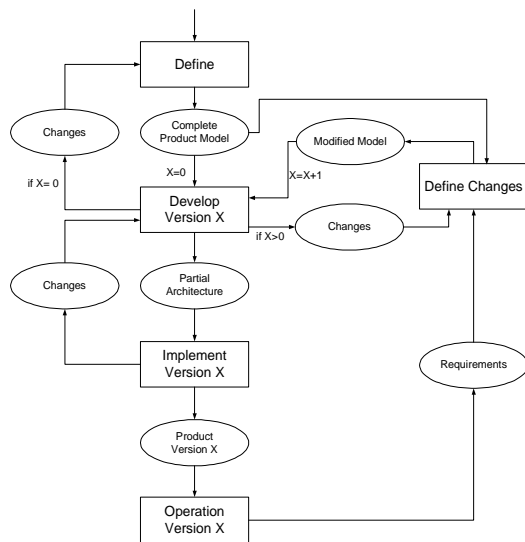 Define
Changes
Complete
Product Model
Modified Model
X=0
X=X+1
if X= 0
Define Changes
Develop
Version X
if X>0
Changes
Changes
Partial
Architecture
Implement
Version X
Requirements
Product
Version X
Operation
Version X